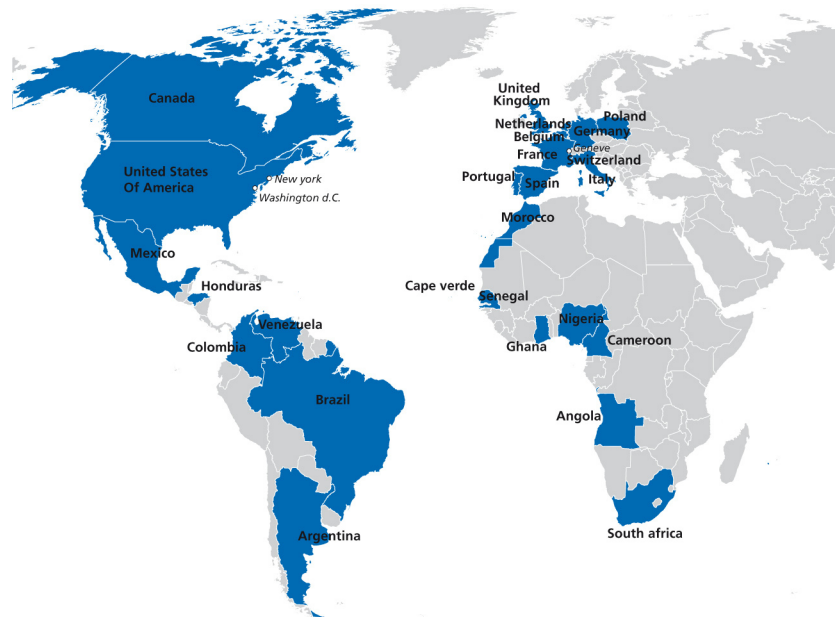 Canada
United States
Of America
New york
Washington d.C.
Mexico
Honduras
Venezuela
Colombia
Brazil
Argentina
United
Kingdom
Netherlands
Belgium
Poland
Germany
Geneve
France
Switzerland
Portugal
Spain
Italy
Morocco
Cape verde
Senegal
Nigeria
Ghana
Cameroon
Angola
South africa